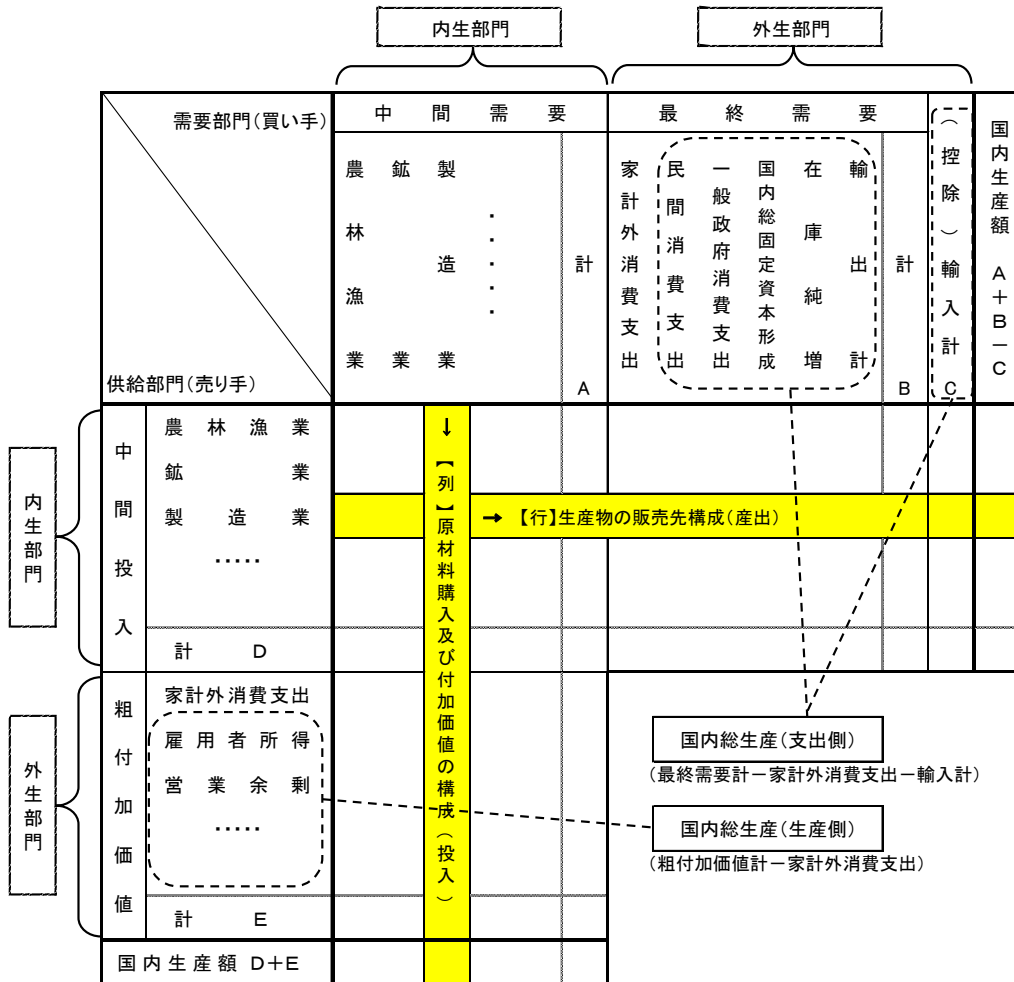 内生部門
外生部門
需要部門(買い手)
供給部門(売り手)
中間需要
最終需要
農林漁業
鉱業
製造業
・・・・・
計 A
家計外消費支出
民間消費支出
一般政府消費支出
国内総固定資本形成
在庫純増
輸出計
計 B
(控除)輸入計 C
国内生産額 A+B-C
内生部門
中間投入
農林漁業
鉱業
製造業
・・・・・
計 D
↓【列】原材料購入及び付加価値の構成(投入)
→【行】生産物の販売先構成(産出)
外生部門
粗付加価値
家計外消費支出
雇用者所得
営業余剰
・・・・・
計 E
国内生産額 D+E
国内総生産(支出側)
(最終需要計-家計外消費支出-輸入計)
国内総生産(生産側)
(粗付加価値計-家計外消費支出)